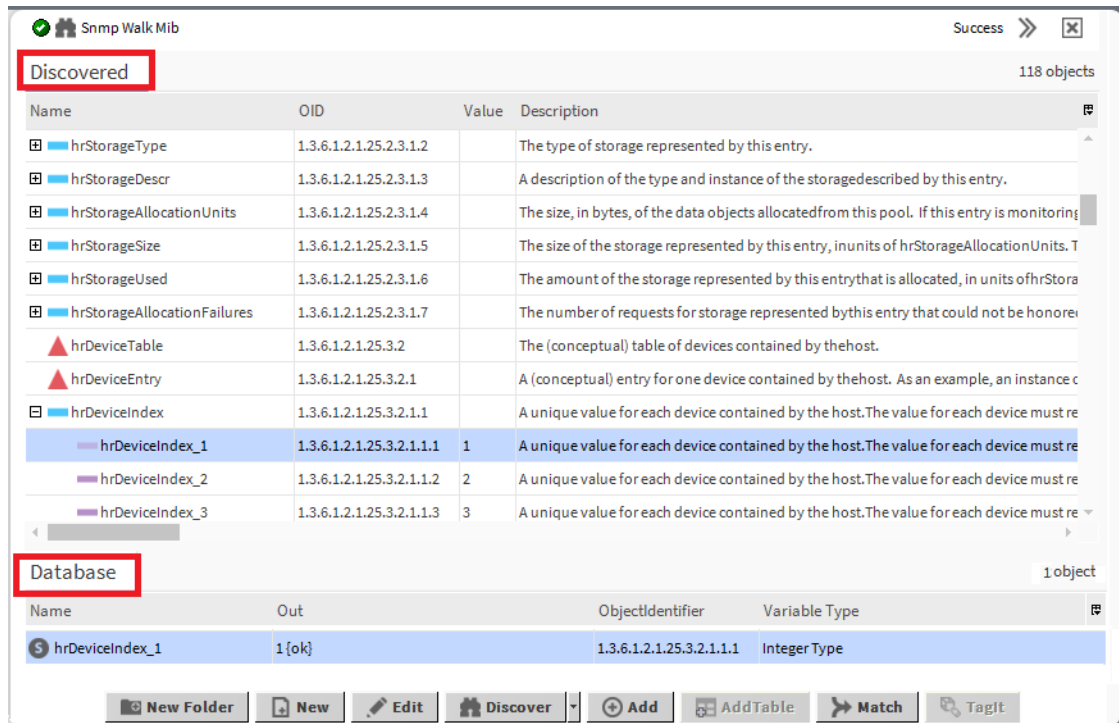 Snmp Walk Mib Success
Discovered 118 objects
Name OID Value Description
hrStorageType 1.3.6.1.2.1.25.2.3.1.2 The type of storage represented by this entry.
hrStorageDescr 1.3.6.1.2.1.25.2.3.1.3 A description of the type and instance of the storagedescribed by this entry.
hrStorageAllocationUnits 1.3.6.1.2.1.25.2.3.1.4 The size, in bytes, of the data objects allocatedfrom this pool. If this entry is monitoring
hrStorageSize 1.3.6.1.2.1.25.2.3.1.5 The size of the storage represented by this entry, inunits of hrStorageAllocationUnits. T
hrStorageUsed 1.3.6.1.2.1.25.2.3.1.6 The amount of the storage represented by this entrythat is allocated, in units ofhrStora
hrStorageAllocationFailures 1.3.6.1.2.1.25.2.3.1.7 The number of requests for storage represented bythis entry that could not be honored
hrDeviceTable 1.3.6.1.2.1.25.3.2 The (conceptual) table of devices contained by thehost.
hrDeviceEntry 1.3.6.1.2.1.25.3.2.1 A (conceptual) entry for one device contained by thehost. As an example, an instance o
hrDeviceIndex 1.3.6.1.2.1.25.3.2.1.1 A unique value for each device contained by the host.The value for each device must re
hrDeviceIndex_1 1.3.6.1.2.1.25.3.2.1.1.1 1 A unique value for each device contained by the host.The value for each device must re
hrDeviceIndex_2 1.3.6.1.2.1.25.3.2.1.1.2 2 A unique value for each device contained by the host.The value for each device must re
hrDeviceIndex_3 1.3.6.1.2.1.25.3.2.1.1.3 3 A unique value for each device contained by the host.The value for each device must re
Database 1 object
Name Out ObjectIdentifier Variable Type
S hrDeviceIndex_1 1 {ok} 1.3.6.1.2.1.25.3.2.1.1.1 Integer Type
New Folder New Edit Discover Add AddTable Match TagIt